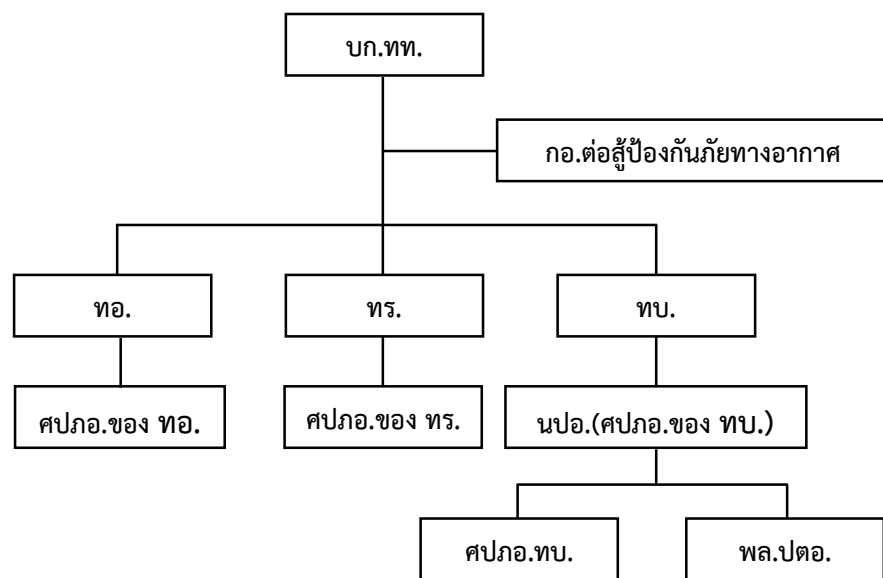 บก.ทท.
กอ.ต่อสู้ป้องกันภัยทางอากาศ
ทอ.
ทร.
ทบ.
ศปภอ.ของ ทอ.
ศปภอ.ของ ทร.
นปอ.(ศปภอ.ของ ทบ.)
ศปภอ.ทบ.
พล.ปตอ.